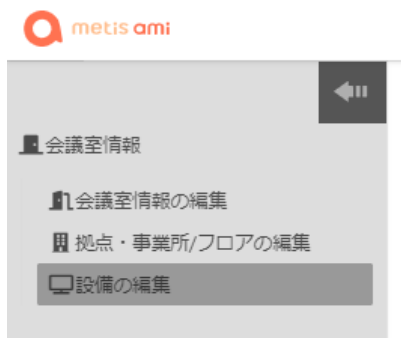 metis ami
会議室情報
会議室情報の編集
拠点・事業所/フロアの編集
設備の編集